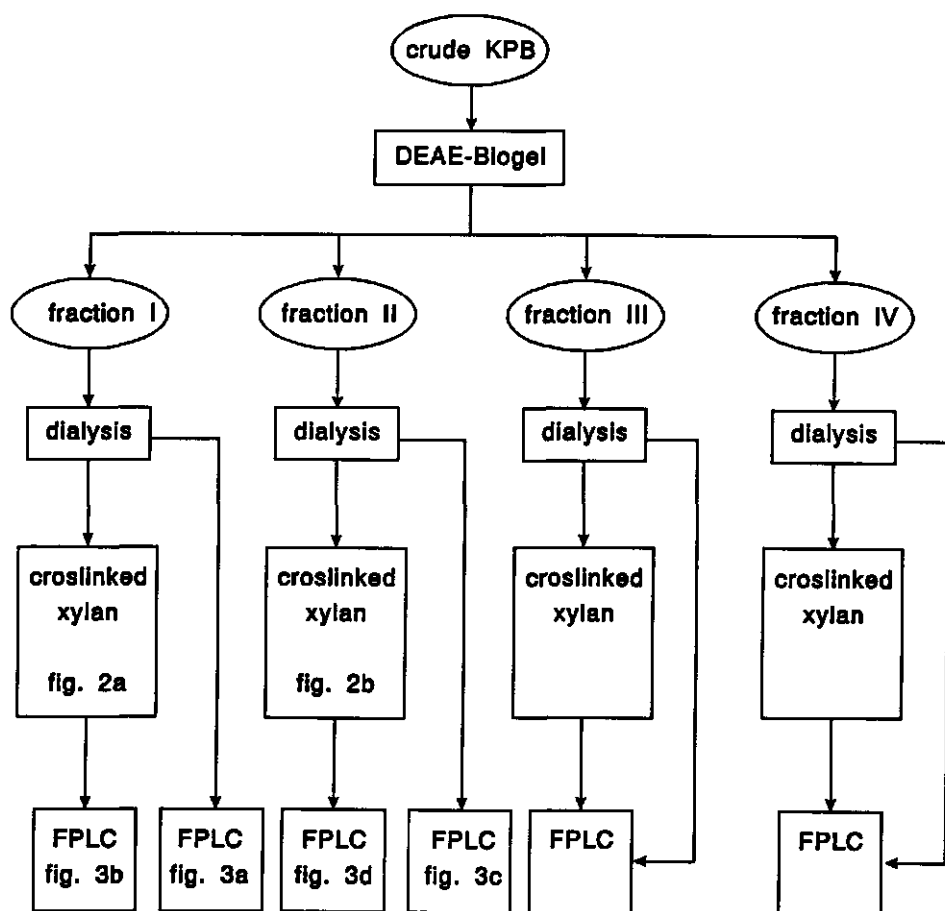 crude KPB
DEAE-Biogel
fraction I
fraction II
fraction III
fraction IV
dialysis
dialysis
dialysis
dialysis
croslinked
xylan
fig. 2a
croslinked
xylan
fig. 2b
croslinked
xylan
croslinked
xylan
FPLC
fig. 3b
FPLC
fig. 3a
FPLC
fig. 3d
FPLC
fig. 3c
FPLC
FPLC